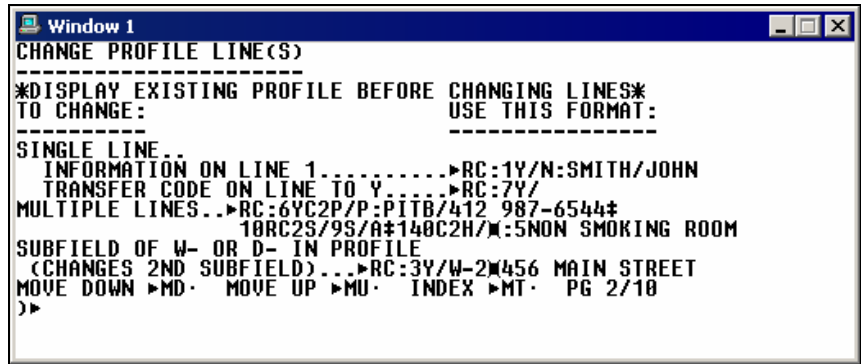 Window 1
CHANGE PROFILE LINE(S)
----------------------
*DISPLAY EXISTING PROFILE BEFORE CHANGING LINES*
TO CHANGE: USE THIS FORMAT:
---------- ----------------
SINGLE LINE..
INFORMATION ON LINE 1..........▶RC:1Y/N:SMITH/JOHN
TRANSFER CODE ON LINE TO Y.....▶RC:7Y/
MULTIPLE LINES..▶RC:6YC2P/P:PITB/412 987-6544‡
10RC2S/9S/A‡140C2H/¤:5NON SMOKING ROOM
SUBFIELD OF W- OR D- IN PROFILE
(CHANGES 2ND SUBFIELD)...▶RC:3Y/W-2¤456 MAIN STREET
MOVE DOWN ▶MD· MOVE UP ▶MU· INDEX ▶MT· PG 2/10
)▶